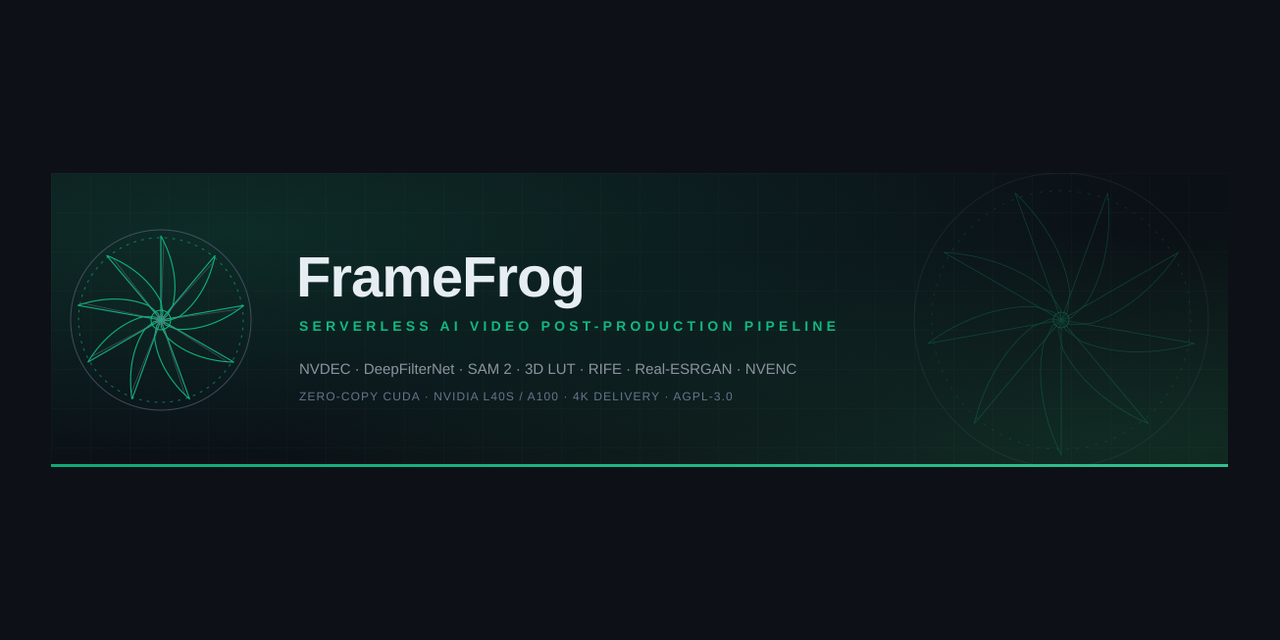 FrameFrog
SERVERLESS AI VIDEO POST-PRODUCTION PIPELINE
NVDEC · DeepFilterNet · SAM 2 · 3D LUT · RIFE · Real-ESRGAN · NVENC
ZERO-COPY CUDA · NVIDIA L40S / A100 · 4K DELIVERY · AGPL-3.0